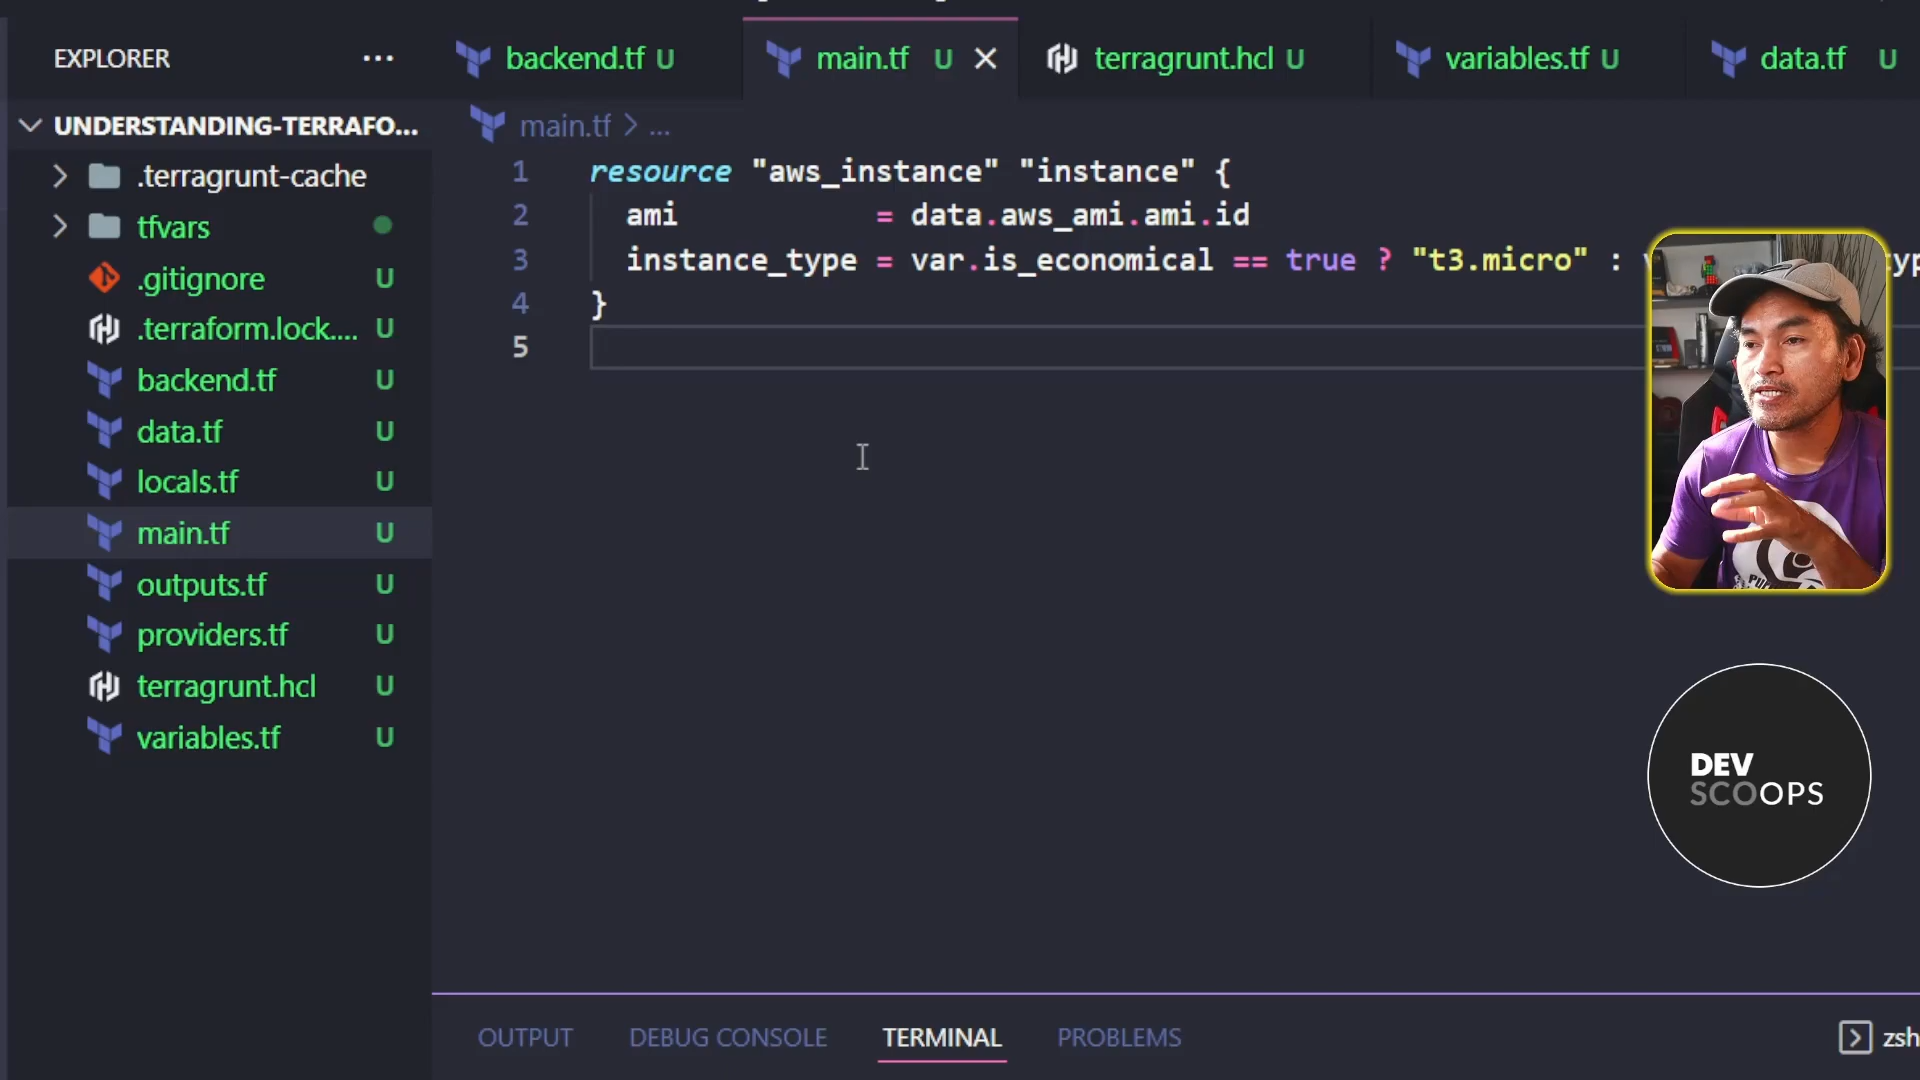 EXPLORER
UNDERSTANDING-TERRAFO...
.terragrunt-cache
tfvars
.gitignore U
.terraform.lock.... U
backend.tf U
data.tf U
locals.tf U
main.tf U
outputs.tf U
providers.tf U
terragrunt.hcl U
variables.tf U
backend.tf U
main.tf U
terragrunt.hcl U
variables.tf U
data.tf U
main.tf > ...
1 resource "aws_instance" "instance" {
2 ami = data.aws_ami.ami.id
3 instance_type = var.is_economical == true ? "t3.micro" :
4 }
5
DEV
SCOOPS
OUTPUT DEBUG CONSOLE TERMINAL PROBLEMS
zsh